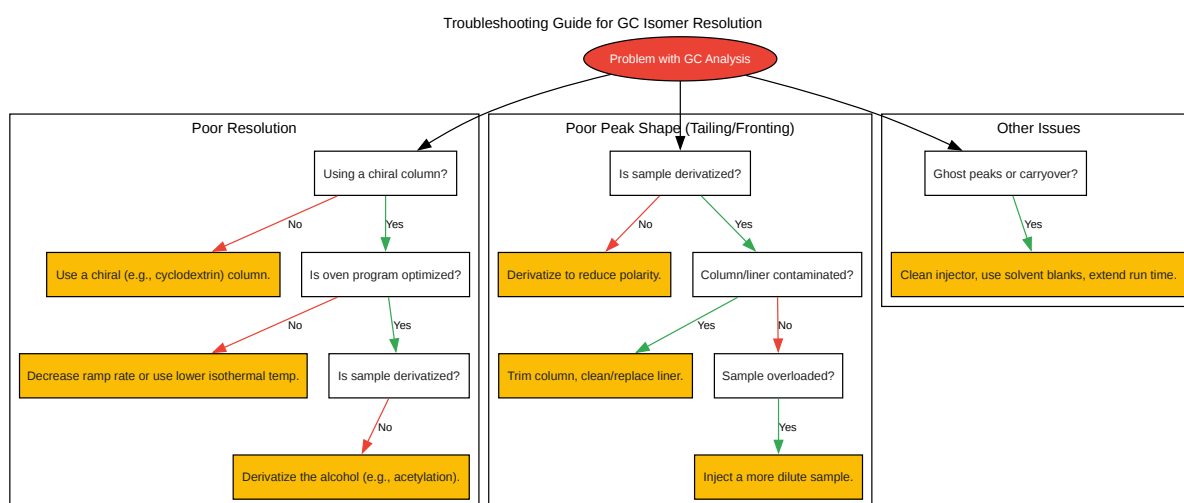 Troubleshooting Guide for GC Isomer Resolution
Problem with GC Analysis
Poor Resolution
Using a chiral column?
No
Yes
Use a chiral (e.g., cyclodextrin) column.
Is oven program optimized?
No
Yes
Decrease ramp rate or use lower isothermal temp.
Is sample derivatized?
No
Derivatize the alcohol (e.g., acetylation).
Poor Peak Shape (Tailing/Fronting)
Is sample derivatized?
No
Yes
Derivatize to reduce polarity.
Column/liner contaminated?
Yes
No
Trim column, clean/replace liner.
Sample overloaded?
Yes
Inject a more dilute sample.
Other Issues
Ghost peaks or carryover?
Yes
Clean injector, use solvent blanks, extend run time.